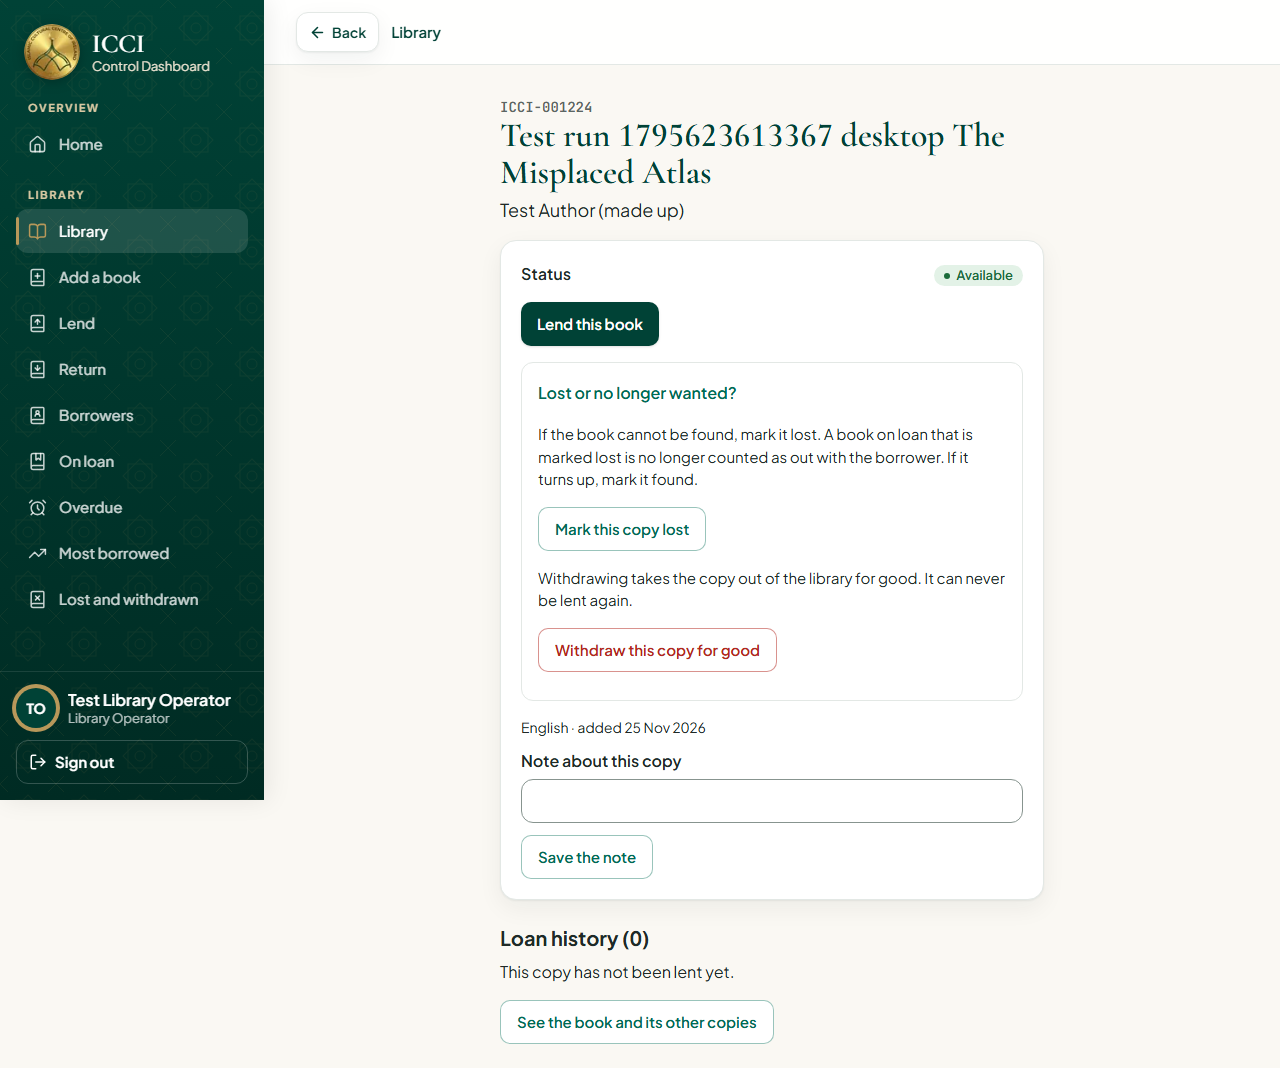 ICCI
Control Dashboard
OVERVIEW
Home
LIBRARY
Library
Add a book
Lend
Return
Borrowers
On loan
Overdue
Most borrowed
Lost and withdrawn
TO
Test Library Operator
Library Operator
Sign out
Back
Library
ICCI-001224
Test run 1795623613367 desktop The
Misplaced Atlas
Test Author (made up)
Status
Available
Lend this book
Lost or no longer wanted?
If the book cannot be found, mark it lost. A book on loan that is
marked lost is no longer counted as out with the borrower. If it
turns up, mark it found.
Mark this copy lost
Withdrawing takes the copy out of the library for good. It can never
be lent again.
Withdraw this copy for good
English · added 25 Nov 2026
Note about this copy
Save the note
Loan history (0)
This copy has not been lent yet.
See the book and its other copies